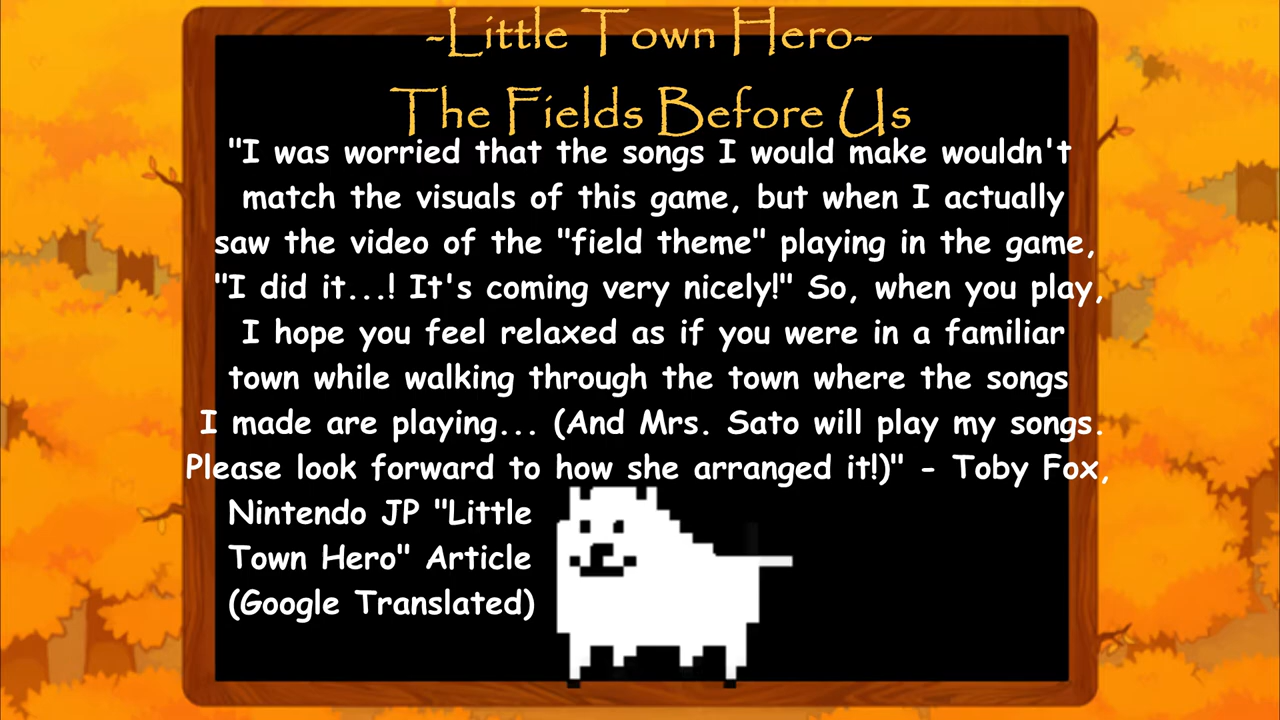 -Little Town Hero-
The Fields Before Us
"I was worried that the songs I would make wouldn't
match the visuals of this game, but when I actually
saw the video of the "field theme" playing in the game,
"I did it...! It's coming very nicely!" So, when you play,
I hope you feel relaxed as if you were in a familiar
town while walking through the town where the songs
I made are playing... (And Mrs. Sato will play my songs.
Please look forward to how she arranged it!)" - Toby Fox,
Nintendo JP "Little
Town Hero" Article
(Google Translated)